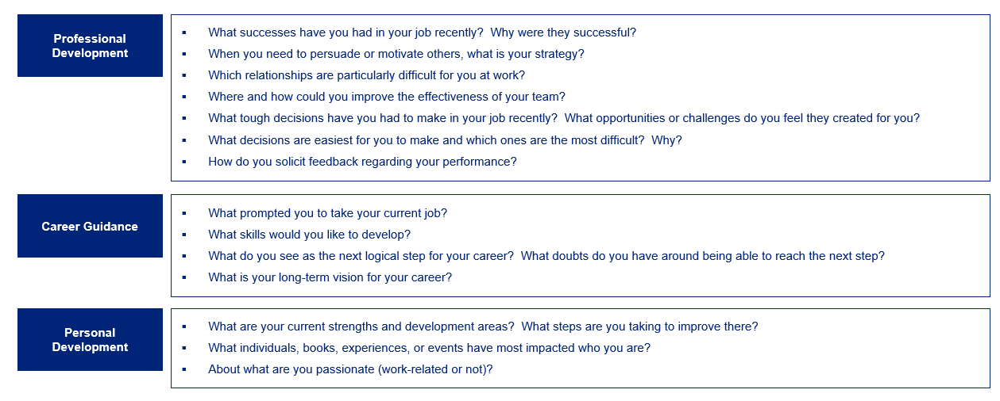 Professional
Development
▪ What successes have you had in your job recently?  Why were they successful?
▪ When you need to persuade or motivate others, what is your strategy?
▪ Which relationships are particularly difficult for you at work?
▪ Where and how could you improve the effectiveness of your team?
▪ What tough decisions have you had to make in your job recently?  What opportunities or challenges do you feel they created for you?
▪ What decisions are easiest for you to make and which ones are the most difficult?  Why?
▪ How do you solicit feedback regarding your performance?
Career Guidance
▪ What prompted you to take your current job?
▪ What skills would you like to develop?
▪ What do you see as the next logical step for your career?  What doubts do you have around being able to reach the next step?
▪ What is your long-term vision for your career?
Personal
Development
▪ What are your current strengths and development areas?  What steps are you taking to improve there?
▪ What individuals, books, experiences, or events have most impacted who you are?
▪ About what are you passionate (work-related or not)?